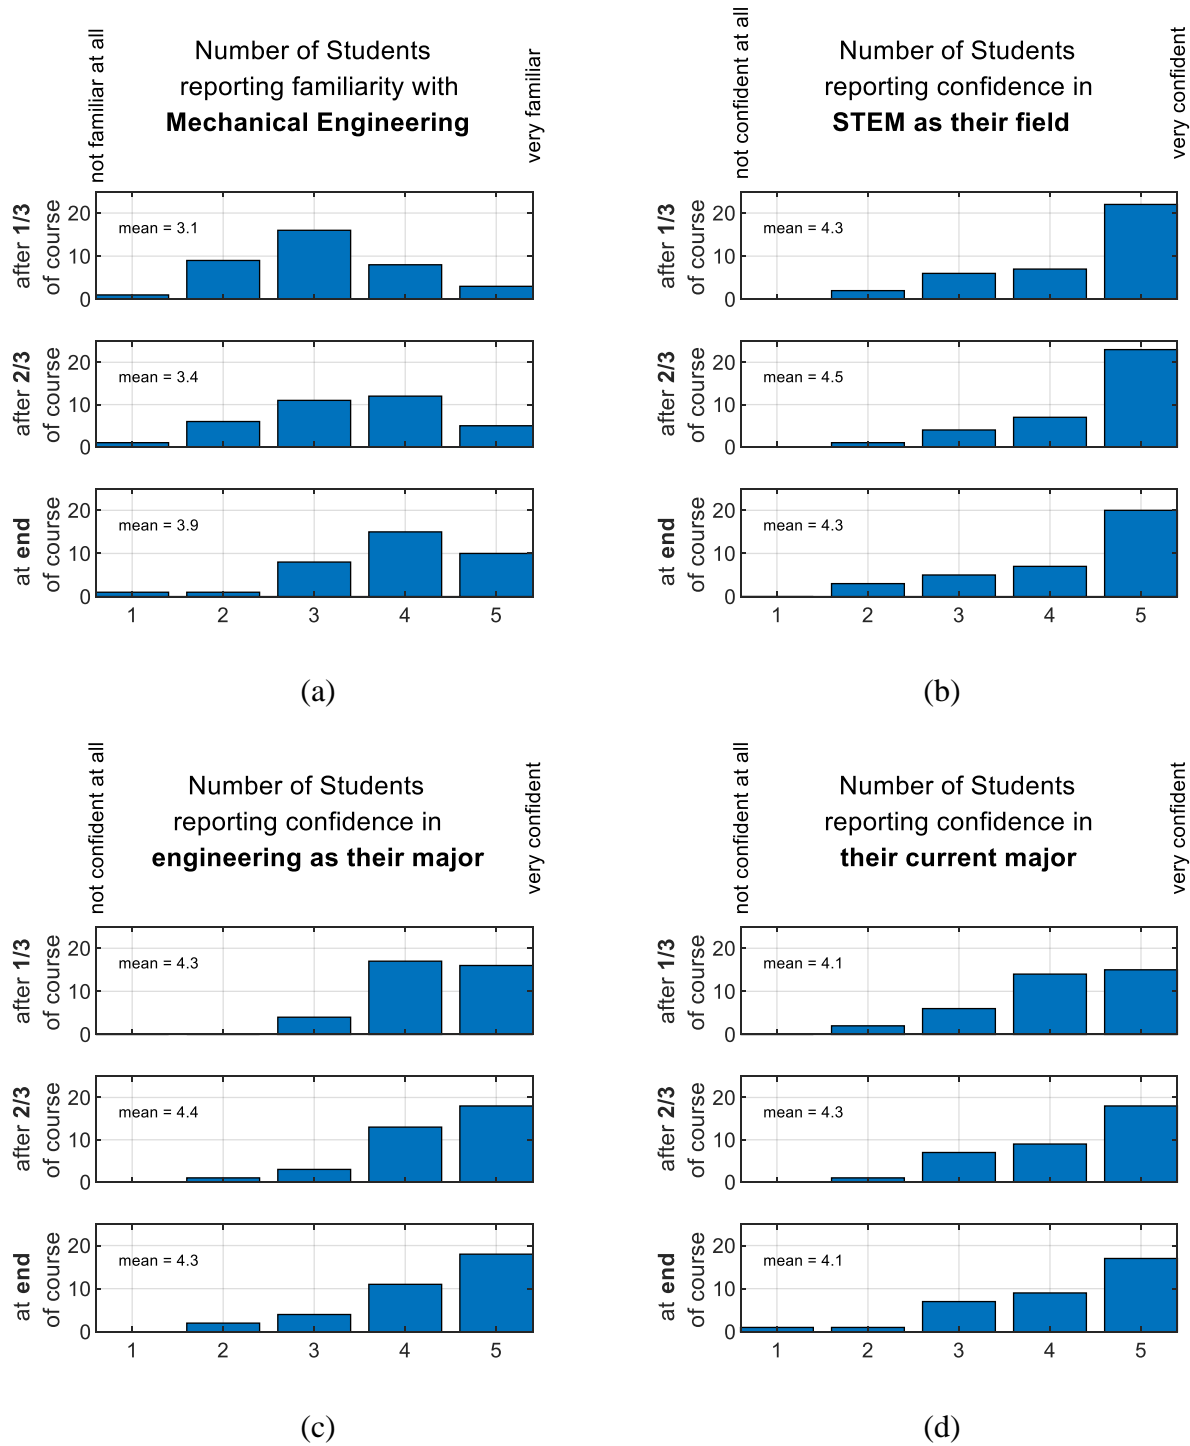 not familiar at all
Number of Students
reporting familiarity with
Mechanical Engineering
very familiar
after 1/3
of course
20
10
0
mean = 3.1
after 2/3
of course
20
10
0
mean = 3.4
at end
of course
20
10
0
mean = 3.9
1 2 3 4 5
(a)
not confident at all
Number of Students
reporting confidence in
STEM as their field
very confident
after 1/3
of course
20
10
0
mean = 4.3
after 2/3
of course
20
10
0
mean = 4.5
at end
of course
20
10
0
mean = 4.3
1 2 3 4 5
(b)
not confident at all
Number of Students
reporting confidence in
engineering as their major
very confident
after 1/3
of course
20
10
0
mean = 4.3
after 2/3
of course
20
10
0
mean = 4.4
at end
of course
20
10
0
mean = 4.3
1 2 3 4 5
(c)
not confident at all
Number of Students
reporting confidence in
their current major
very confident
after 1/3
of course
20
10
0
mean = 4.1
after 2/3
of course
20
10
0
mean = 4.3
at end
of course
20
10
0
mean = 4.1
1 2 3 4 5
(d)